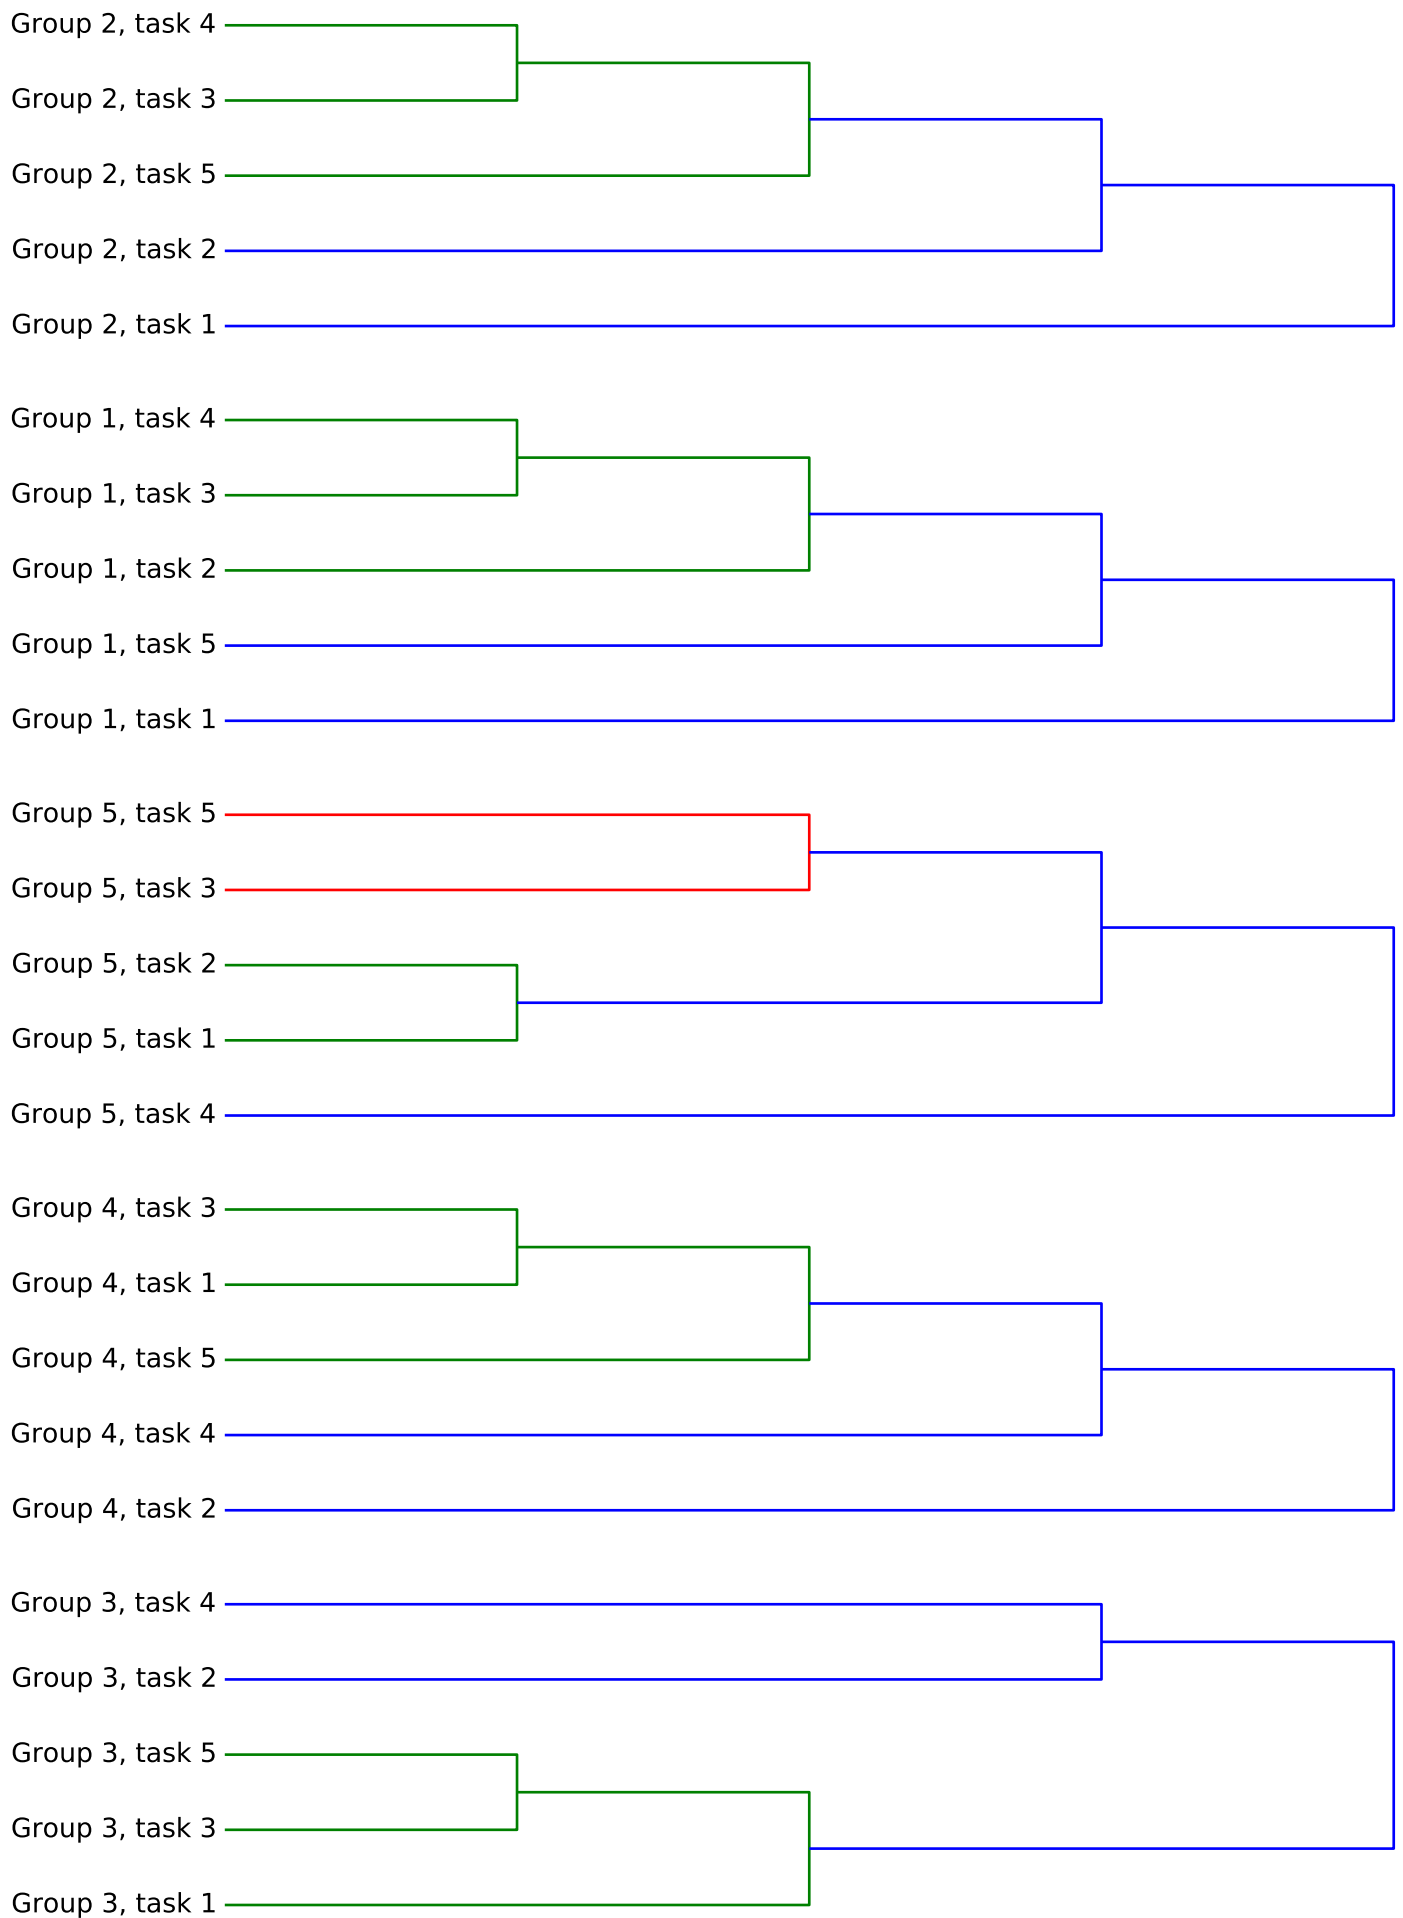 Group 2, task 4
Group 2, task 3
Group 2, task 5
Group 2, task 2
Group 2, task 1
Group 1, task 4
Group 1, task 3
Group 1, task 2
Group 1, task 5
Group 1, task 1
Group 5, task 5
Group 5, task 3
Group 5, task 2
Group 5, task 1
Group 5, task 4
Group 4, task 3
Group 4, task 1
Group 4, task 5
Group 4, task 4
Group 4, task 2
Group 3, task 4
Group 3, task 2
Group 3, task 5
Group 3, task 3
Group 3, task 1